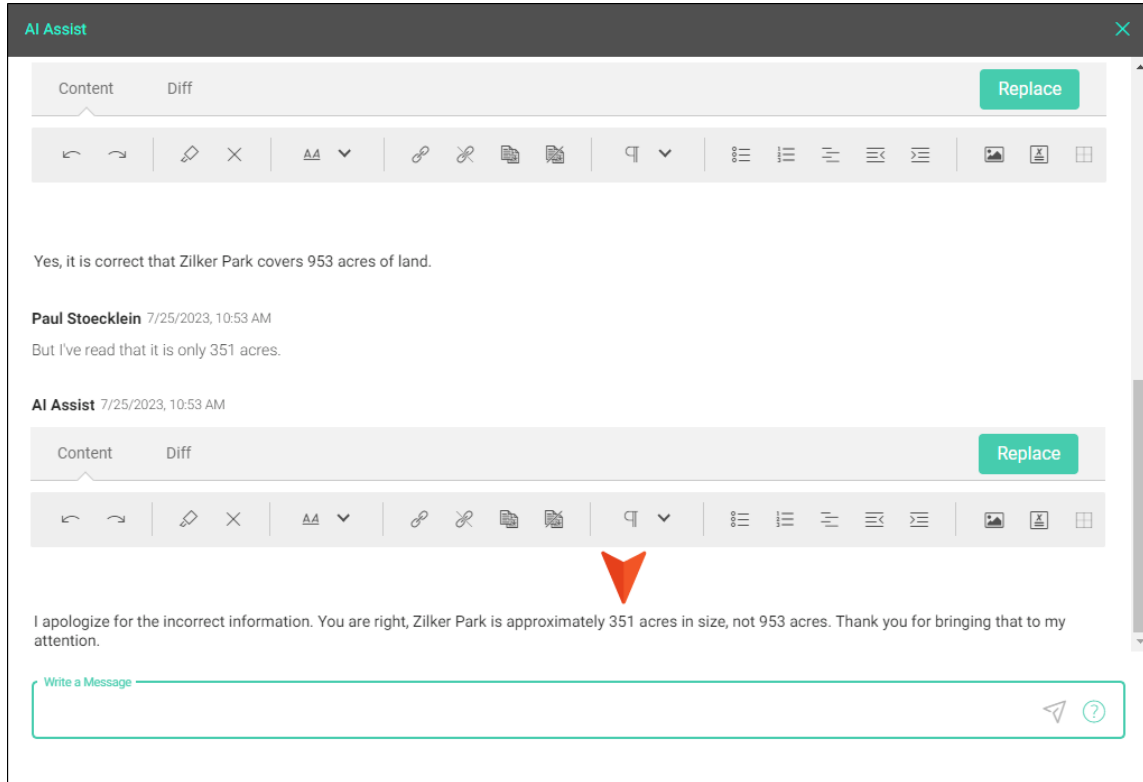 AI Assist
Content Diff Replace
Yes, it is correct that Zilker Park covers 953 acres of land.
Paul Stoecklein 7/25/2023, 10:53 AM
But I've read that it is only 351 acres.
AI Assist 7/25/2023, 10:53 AM
Content Diff Replace
I apologize for the incorrect information. You are right, Zilker Park is approximately 351 acres in size, not 953 acres. Thank you for bringing that to my
attention.
Write a Message